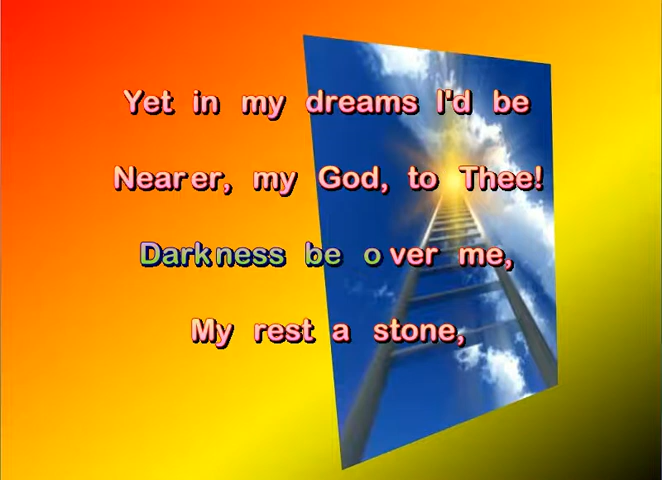 Yet in my dreams I'd be
Nearer, my God, to Thee!
Darkness be over me,
My rest a stone,